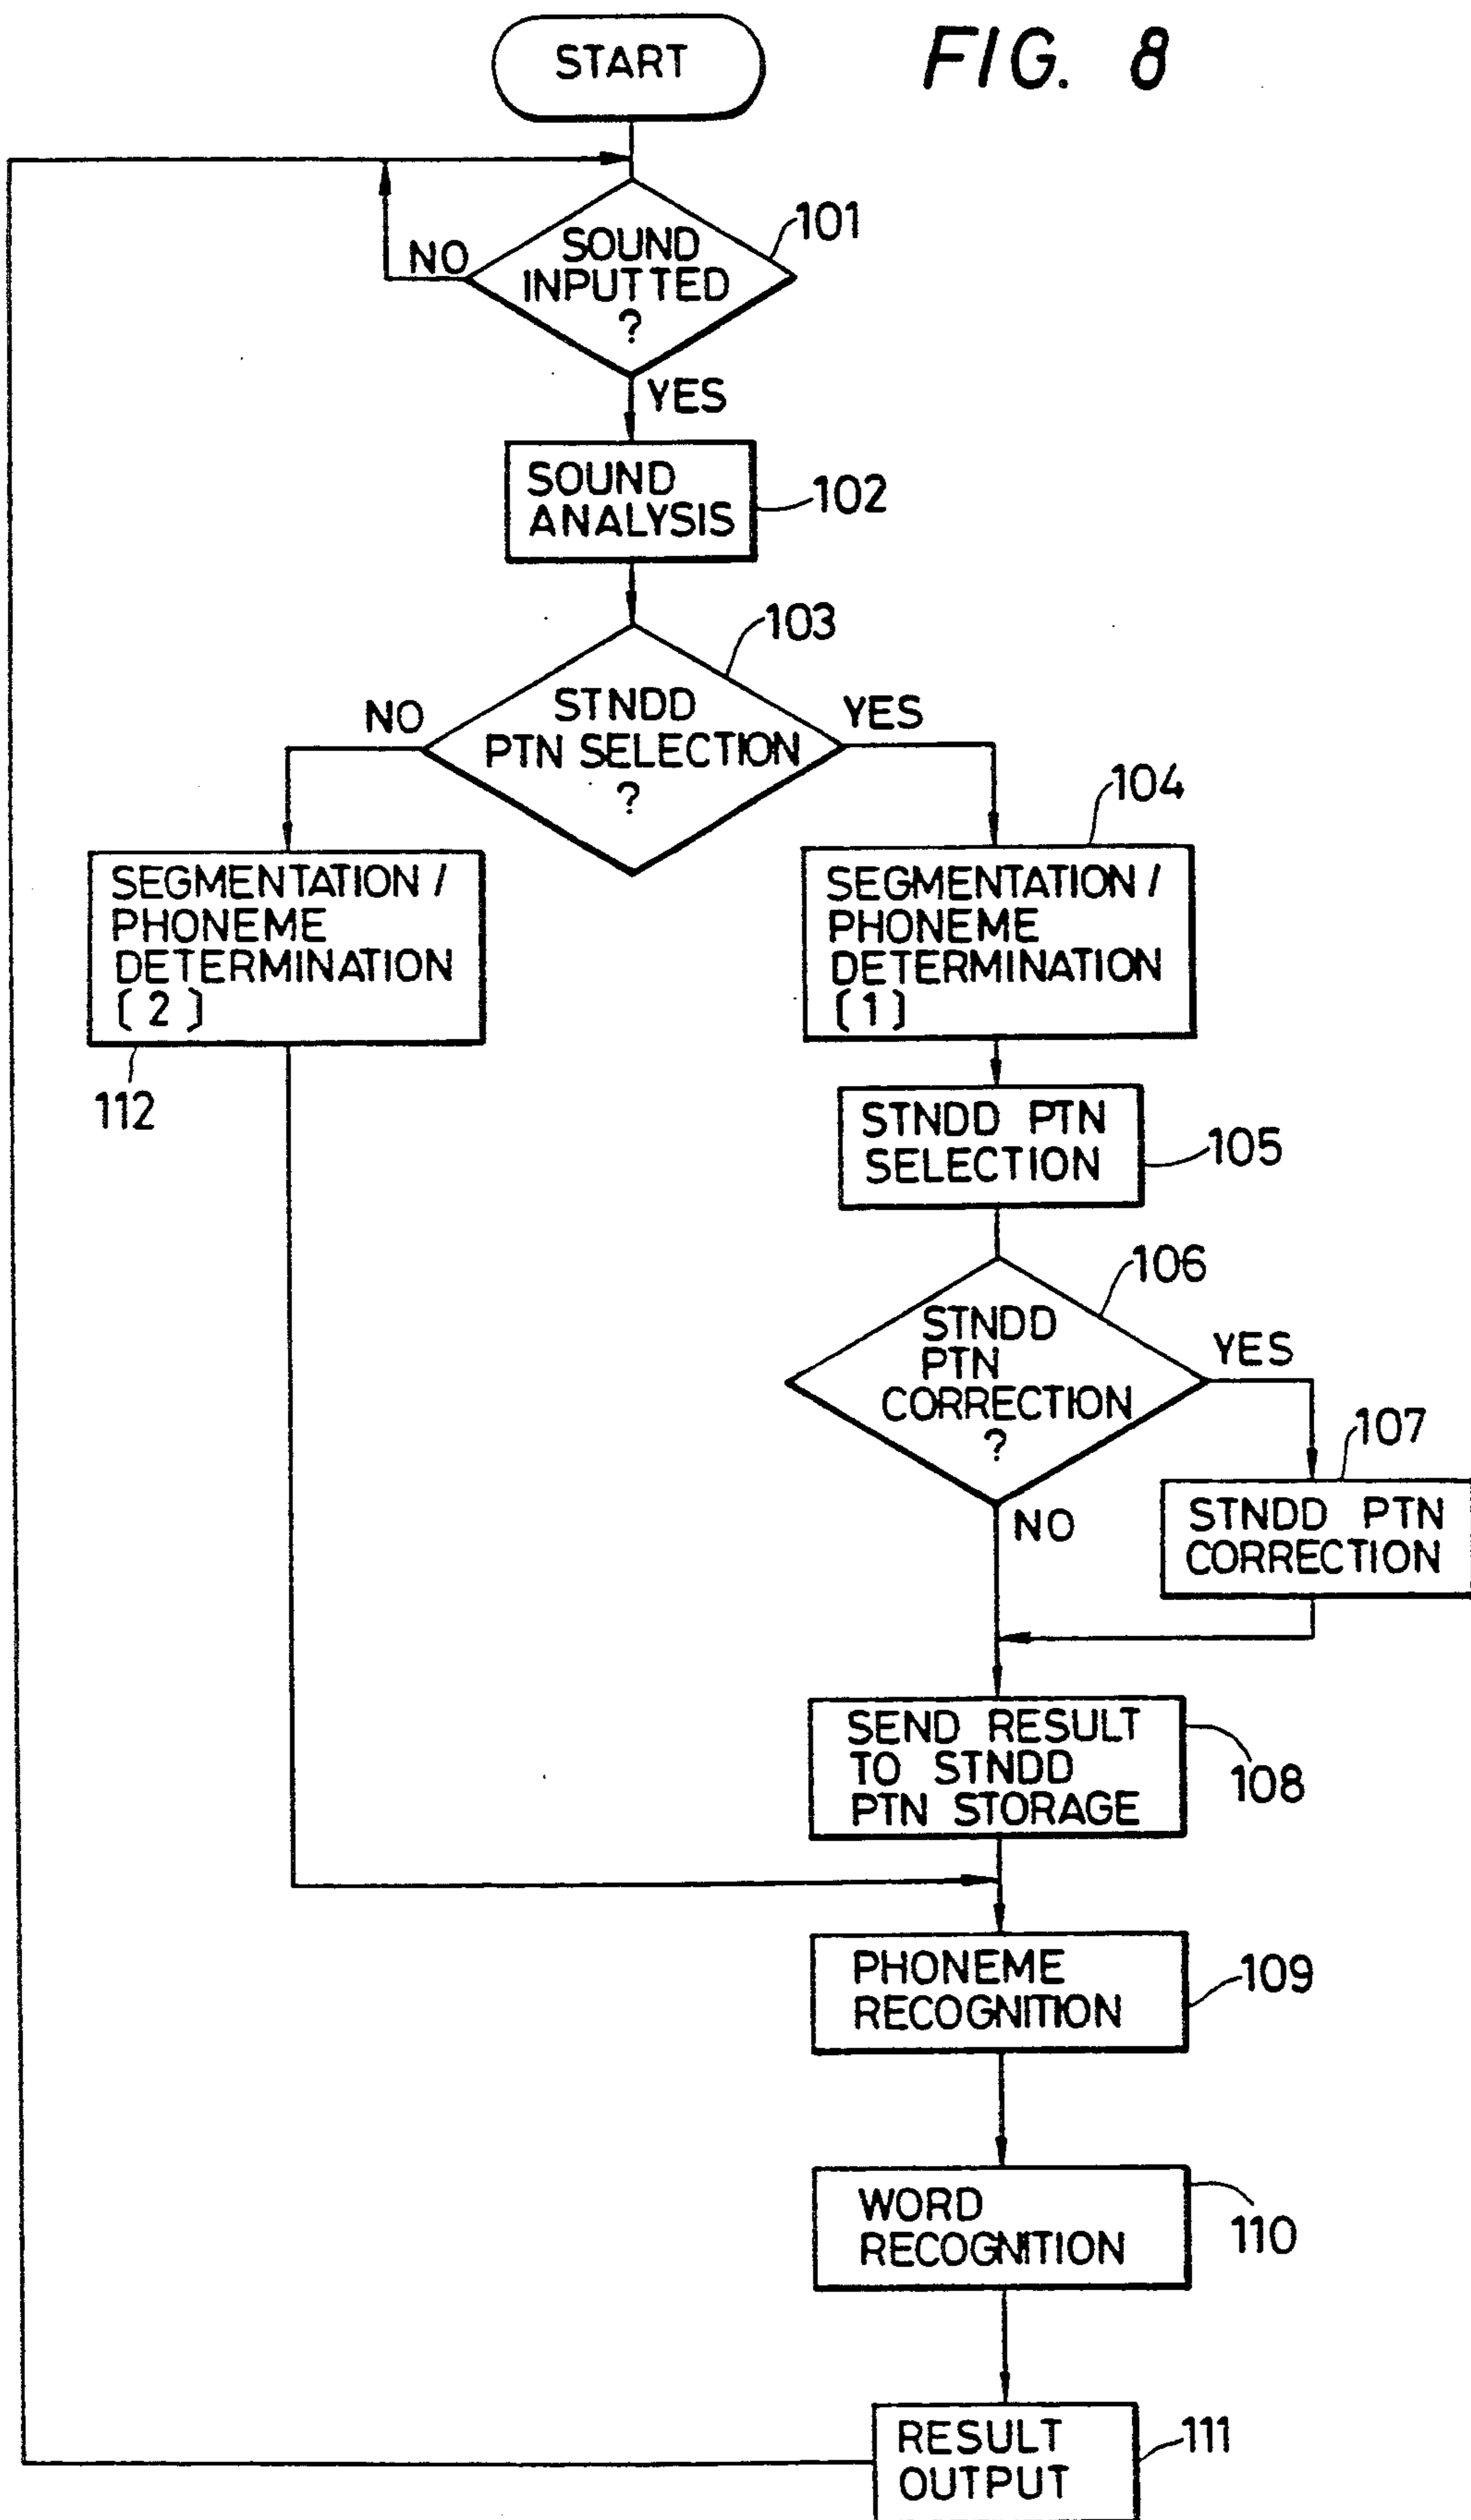 START
FIG. 8
101
NO
SOUND
INPUTTED
?
YES
SOUND
ANALYSIS
102
103
NO
STNDD
PTN SELECTION
?
YES
104
SEGMENTATION /
PHONEME
DETERMINATION
(2)
112
SEGMENTATION /
PHONEME
DETERMINATION
(1)
STNDD PTN
SELECTION
105
106
STNDD
PTN
CORRECTION
?
YES
107
NO
STNDD PTN
CORRECTION
SEND RESULT
TO STNDD
PTN STORAGE
108
PHONEME
RECOGNITION
109
WORD
RECOGNITION
110
RESULT
OUTPUT
111